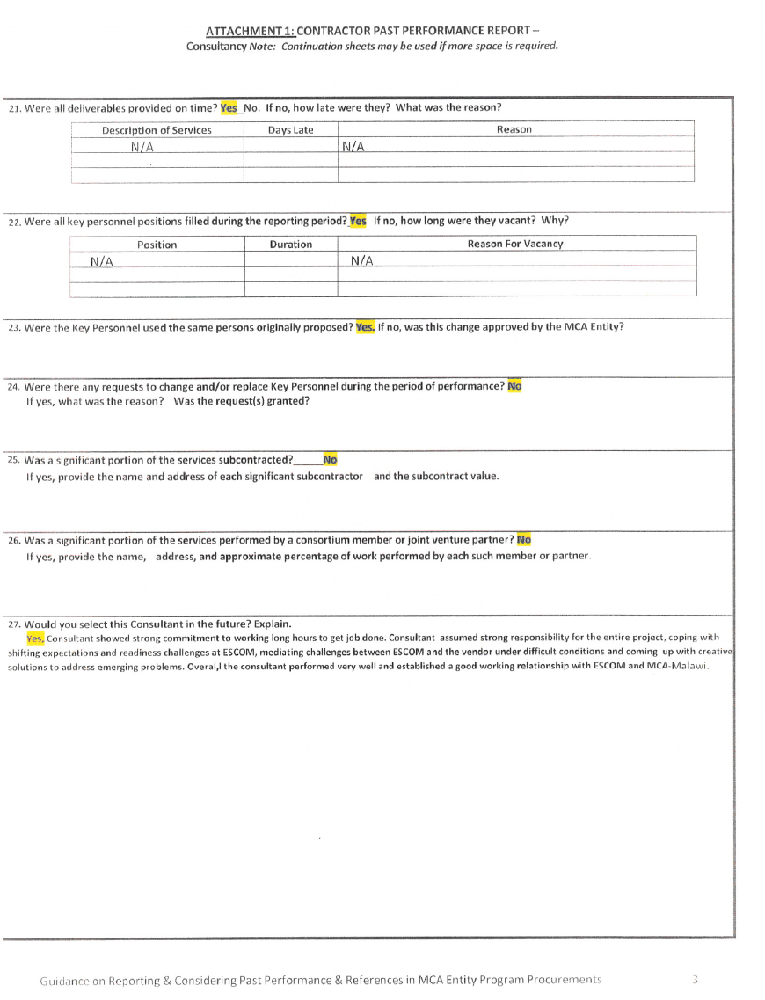 ATTACHMENT 1: CONTRACTOR PAST PERFORMANCE REPORT –
Consultancy Note: Continuation sheets may be used if more space is required.
21. Were all deliverables provided on time? Yes_No. If no, how late were they? What was the reason?
Description of Services Days Late Reason
N/A N/A
22. Were all key personnel positions filled during the reporting period? Yes If no, how long were they vacant? Why?
Position Duration Reason For Vacancy
N/A N/A
23. Were the Key Personnel used the same persons originally proposed? Yes. If no, was this change approved by the MCA Entity?
24. Were there any requests to change and/or replace Key Personnel during the period of performance? No
If yes, what was the reason? Was the request(s) granted?
25. Was a significant portion of the services subcontracted?_____No
If yes, provide the name and address of each significant subcontractor and the subcontract value.
26. Was a significant portion of the services performed by a consortium member or joint venture partner? No
If yes, provide the name, address, and approximate percentage of work performed by each such member or partner.
27. Would you select this Consultant in the future? Explain.
Yes, Consultant showed strong commitment to working long hours to get job done. Consultant assumed strong responsibility for the entire project, coping with
shifting expectations and readiness challenges at ESCOM, mediating challenges between ESCOM and the vendor under difficult conditions and coming up with creative
solutions to address emerging problems. Overal,l the consultant performed very well and established a good working relationship with ESCOM and MCA-Malawi.
Guidance on Reporting & Considering Past Performance & References in MCA Entity Program Procurements 3